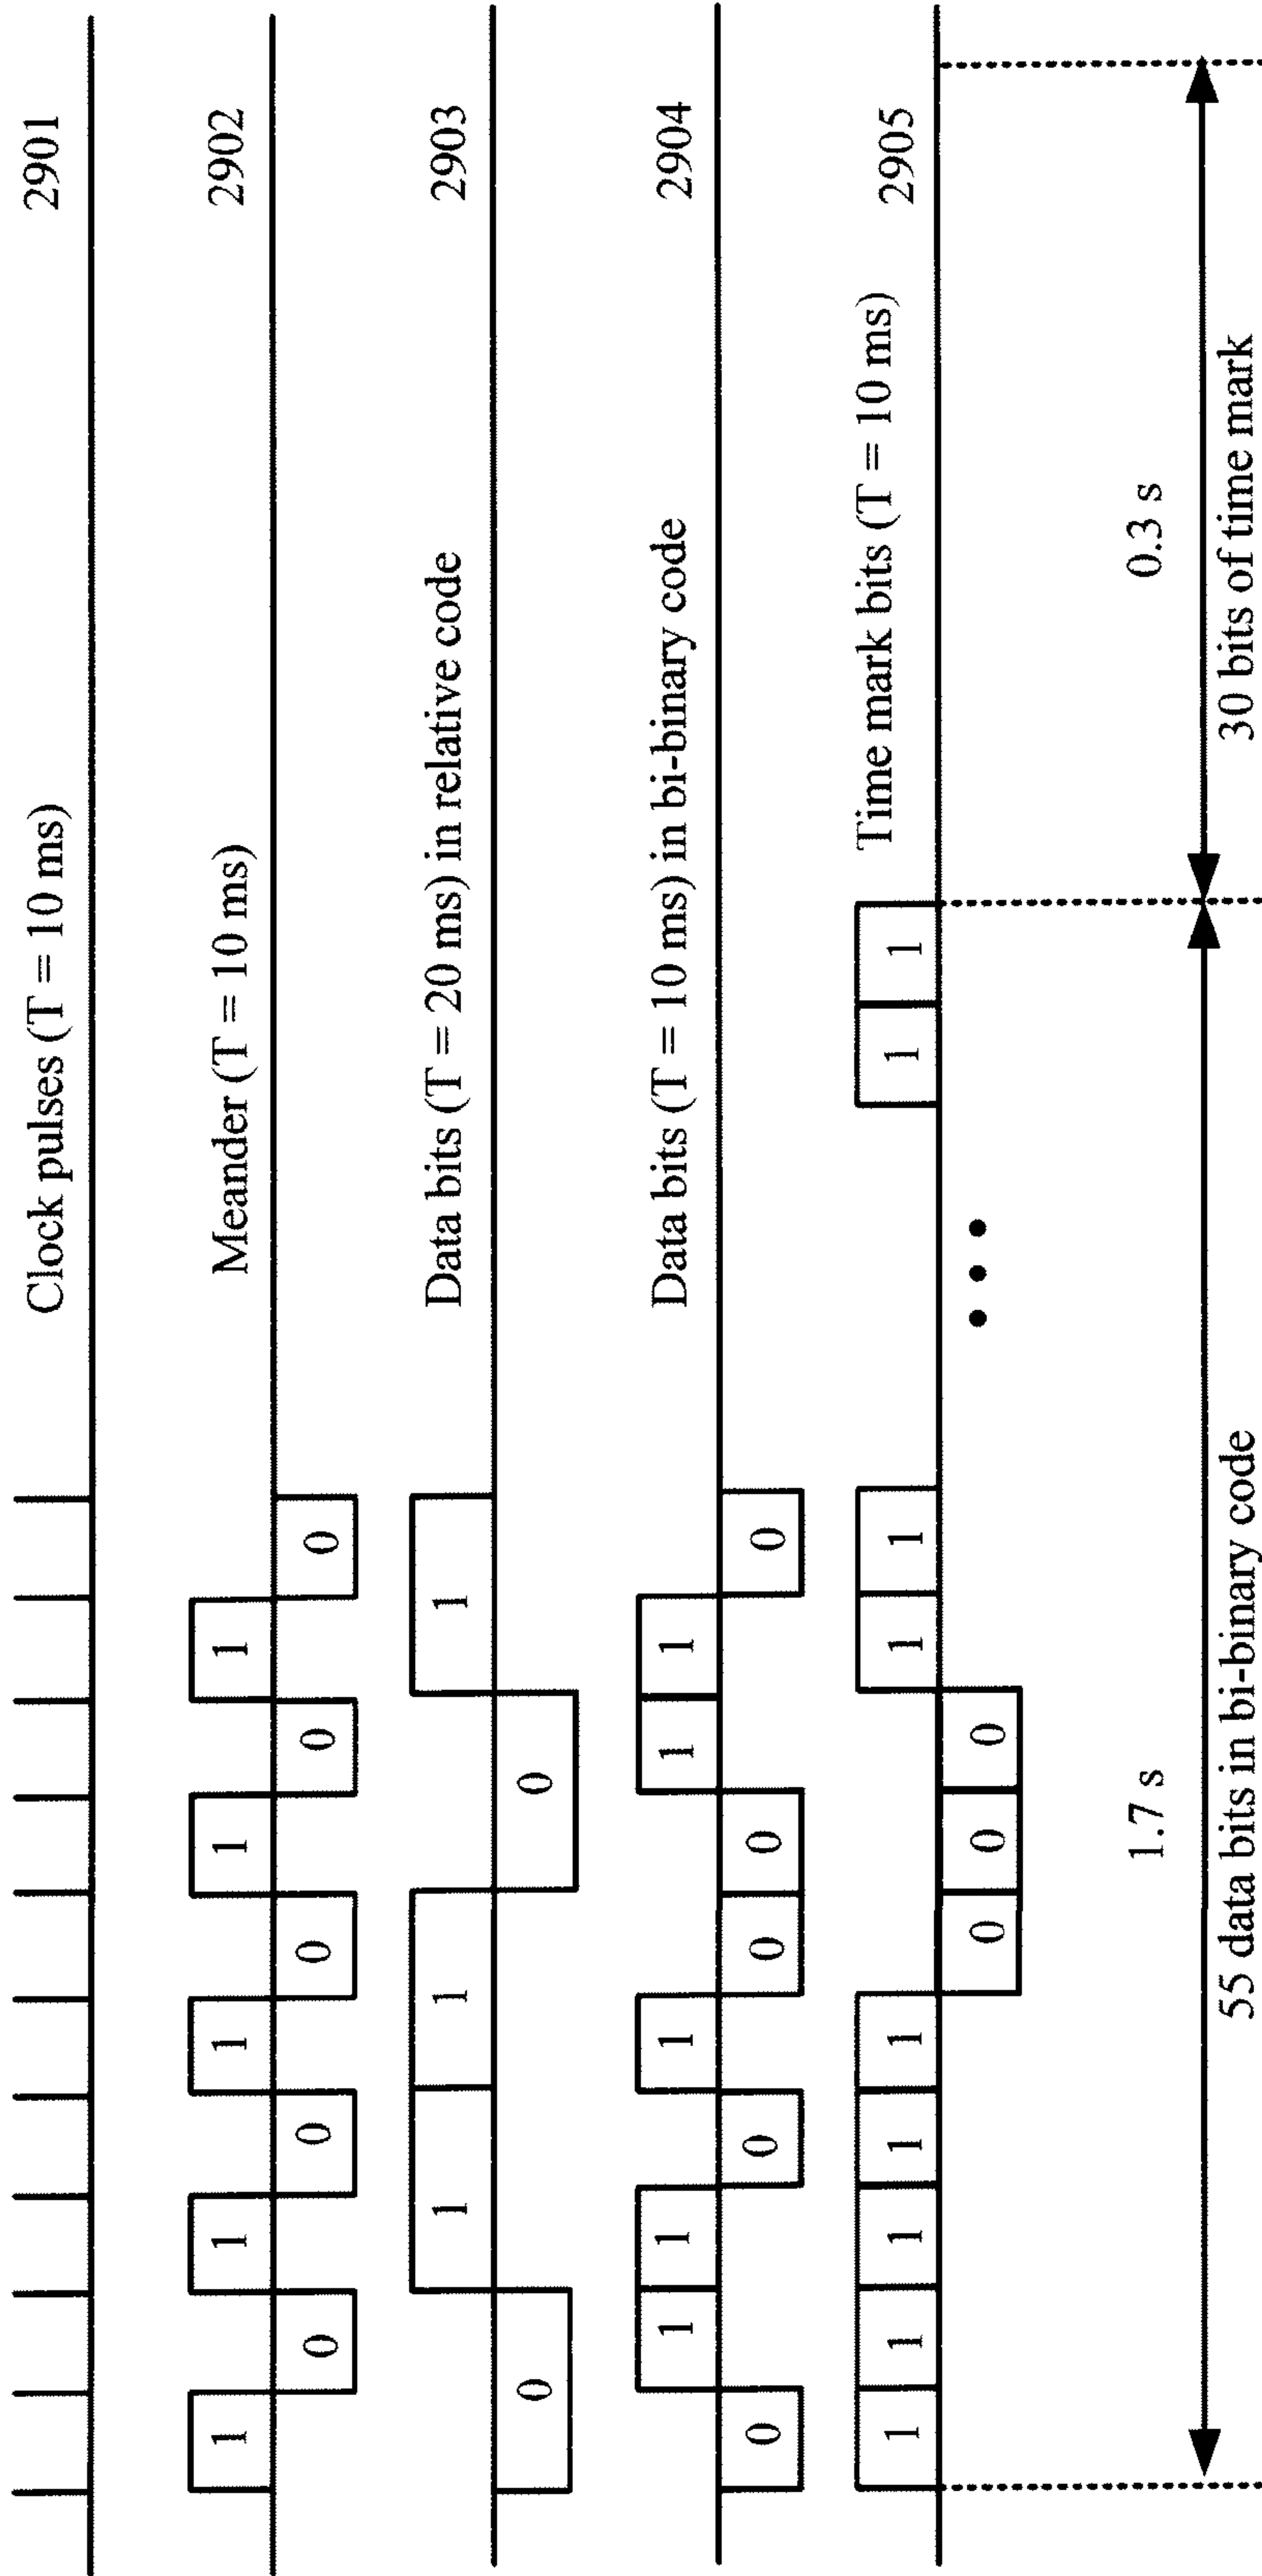 Clock pulses (T = 10 ms) 2901
Meander (T = 10 ms) 2902
1 0 1 0 1 0 1 0 1 0
Data bits (T = 20 ms) in relative code 2903
0 1 1 0 1
Data bits (T = 10 ms) in bi-binary code 2904
0 1 1 0 1 0 0 1 1 0
Time mark bits (T = 10 ms) 2905
1 1 1 1 1 0 0 0 1 1 • • • 1 1
1.7 s 0.3 s
55 data bits in bi-binary code 30 bits of time mark